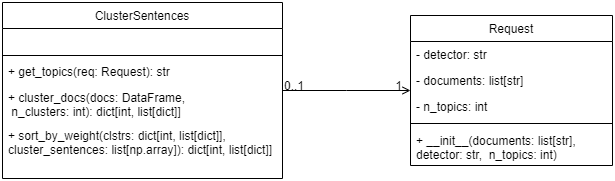 ClusterSentences
+ get_topics(req: Request): str
+ cluster_docs(docs: DataFrame,
n_clusters: int): dict[int, list[dict]]
+ sort_by_weight(clstrs: dict[int, list[dict]],
cluster_sentences: list[np.array]): dict[int, list[dict]]
0..1
1
Request
- detector: str
- documents: list[str]
- n_topics: int
+ __init__(documents: list[str],
detector: str, n_topics: int)